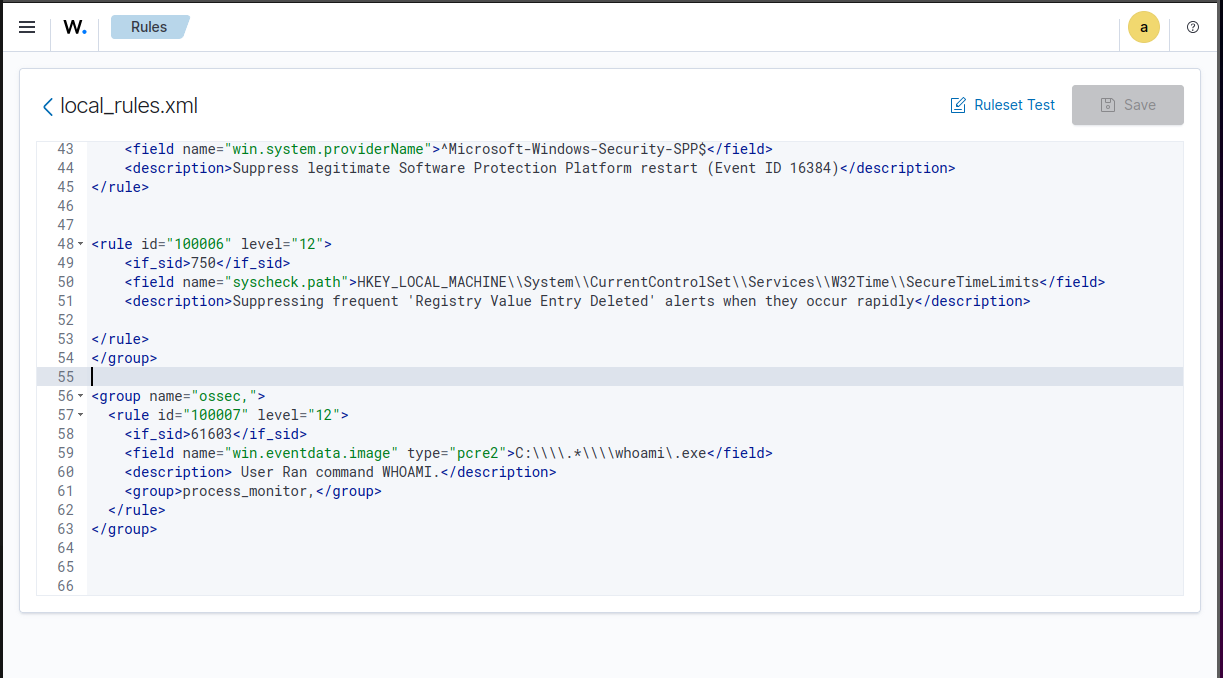 W. Rules a
local_rules.xml Ruleset Test Save
43 <field name="win.system.providerName">^Microsoft-Windows-Security-SPP$</field>
44 <description>Suppress legitimate Software Protection Platform restart (Event ID 16384)</description>
45 </rule>
46
47
48 <rule id="100006" level="12">
49 <if_sid>750</if_sid>
50 <field name="syscheck.path">HKEY_LOCAL_MACHINE\\System\\CurrentControlSet\\Services\\W32Time\\SecureTimeLimits</field>
51 <description>Suppressing frequent 'Registry Value Entry Deleted' alerts when they occur rapidly</description>
52
53 </rule>
54 </group>
55
56 <group name="ossec,">
57 <rule id="100007" level="12">
58 <if_sid>61603</if_sid>
59 <field name="win.eventdata.image" type="pcre2">C:\\\\.*\\\\whoami\.exe</field>
60 <description> User Ran command WHOAMI.</description>
61 <group>process_monitor,</group>
62 </rule>
63 </group>
64
65
66